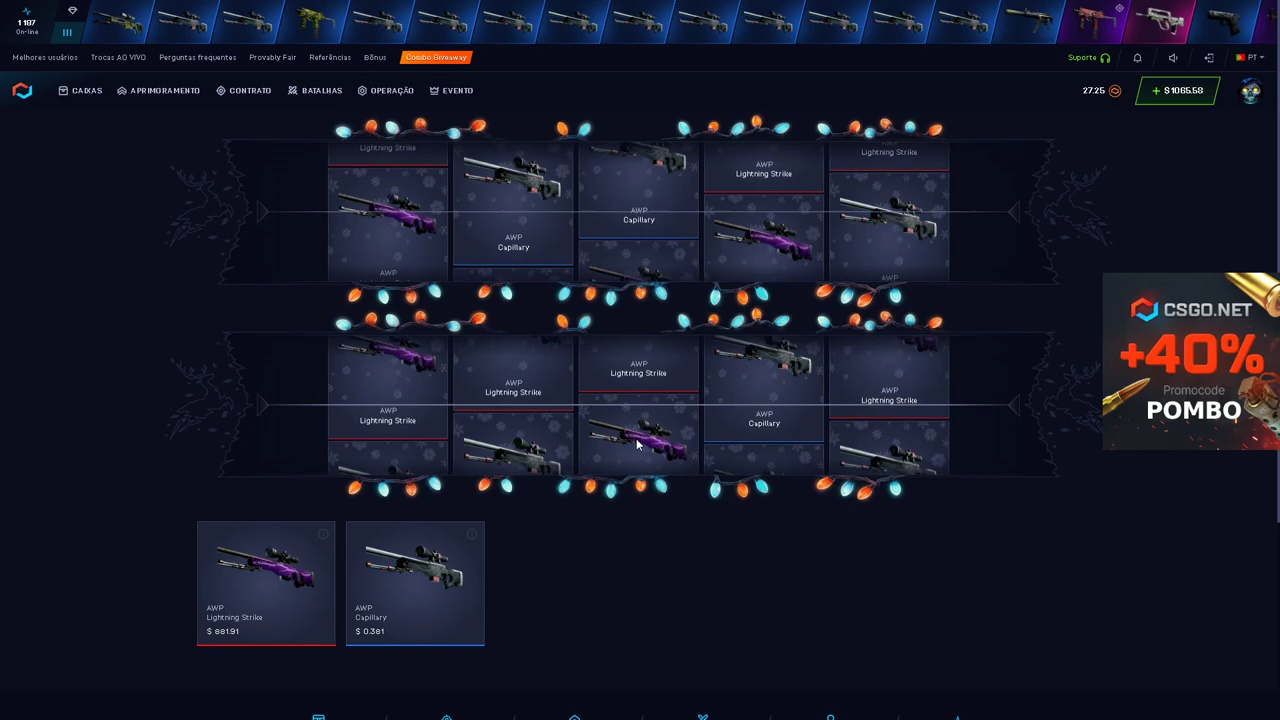 1 187
On-line
Melhores usuários
Trocas AO VIVO
Perguntas frequentes
Provably Fair
Referências
Bônus
Combo Giveaway
Suporte
PT
CAIXAS
APRIMORAMENTO
CONTRATO
BATALHAS
OPERAÇÃO
EVENTO
27.25
+ $ 1065.58
Lightning Strike
AWP
AWP
Capillary
AWP
Capillary
AWP
Lightning Strike
Lightning Strike
AWP
AWP
Lightning Strike
AWP
Lightning Strike
AWP
Lightning Strike
AWP
Capillary
AWP
Lightning Strike
CSGO.NET
+40%
Promocode
POMBO
AWP
Lightning Strike
$ 881.91
AWP
Capillary
$ 0.381